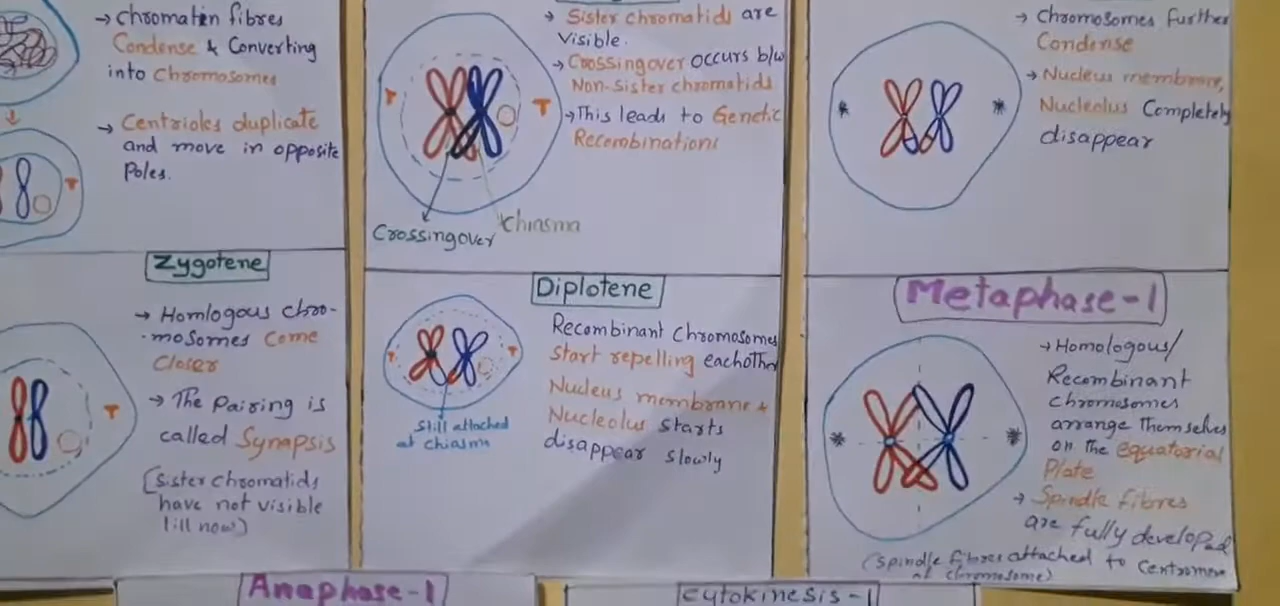 → chromatin fibres
Condense & Converting
into Chromosomes
→ Centrioles duplicate
and move in opposite
Poles.
Zygotene
→ Homlogous chro-
-mosomes come
Closer
→ The Pairing is
called Synapsis
[Sister chromatids
have not visible
till now)
→ Sister chromatids are
Visible.
→ Crossingover occurs b/w
Non-Sister chromatids
→ This leads to Genetic
Recombinations
Crossingover
Chiasma
Diplotene
Recombinant Chromosomes
Start repelling eachother
Nucleus membrane &
Nucleolus starts
disappear slowly
Still attached
at chiasma
→ Chromosomes further
Condense
→ Nucleus membrane,
Nucleolus Completely
disappear
Metaphase-I
→ Homologous/
Recombinant
chromosomes
arrange themselves
on the equatorial
Plate
→ Spindle fibres
are fully developed
(Spindle fibres attached to Centromere
of chromosome)
Anaphase-I
Cytokinesis-I